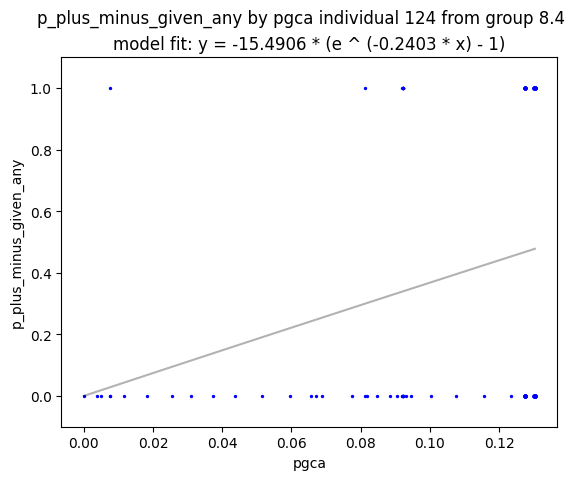 p_plus_minus_given_any by pgca individual 124 from group 8.4
model fit: y = -15.4906 * (e ^ (-0.2403 * x) - 1)
1.0
0.8
0.6
0.4
0.2
0.0
p_plus_minus_given_any
0.00 0.02 0.04 0.06 0.08 0.10 0.12
pgca